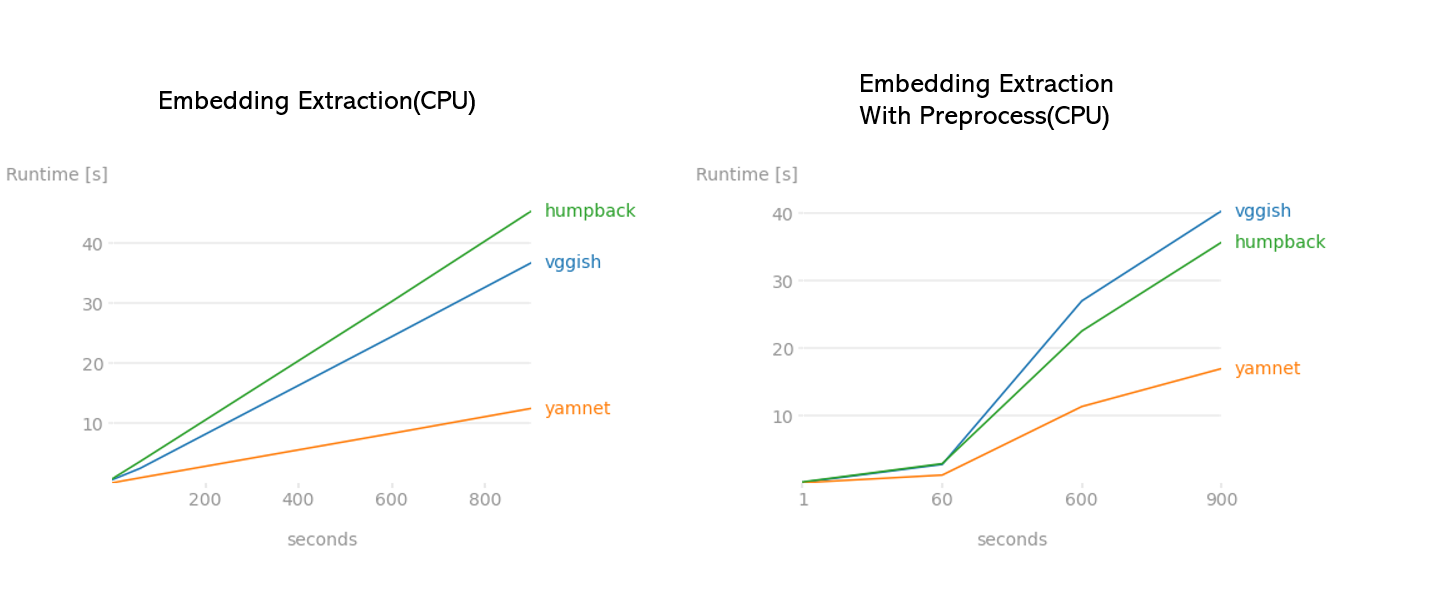 Embedding Extraction(CPU)
Runtime [s]
humpback
vggish
yamnet
40
30
20
10
200 400 600 800
seconds
Embedding Extraction
With Preprocess(CPU)
Runtime [s]
vggish
humpback
yamnet
40
30
20
10
1 60 600 900
seconds